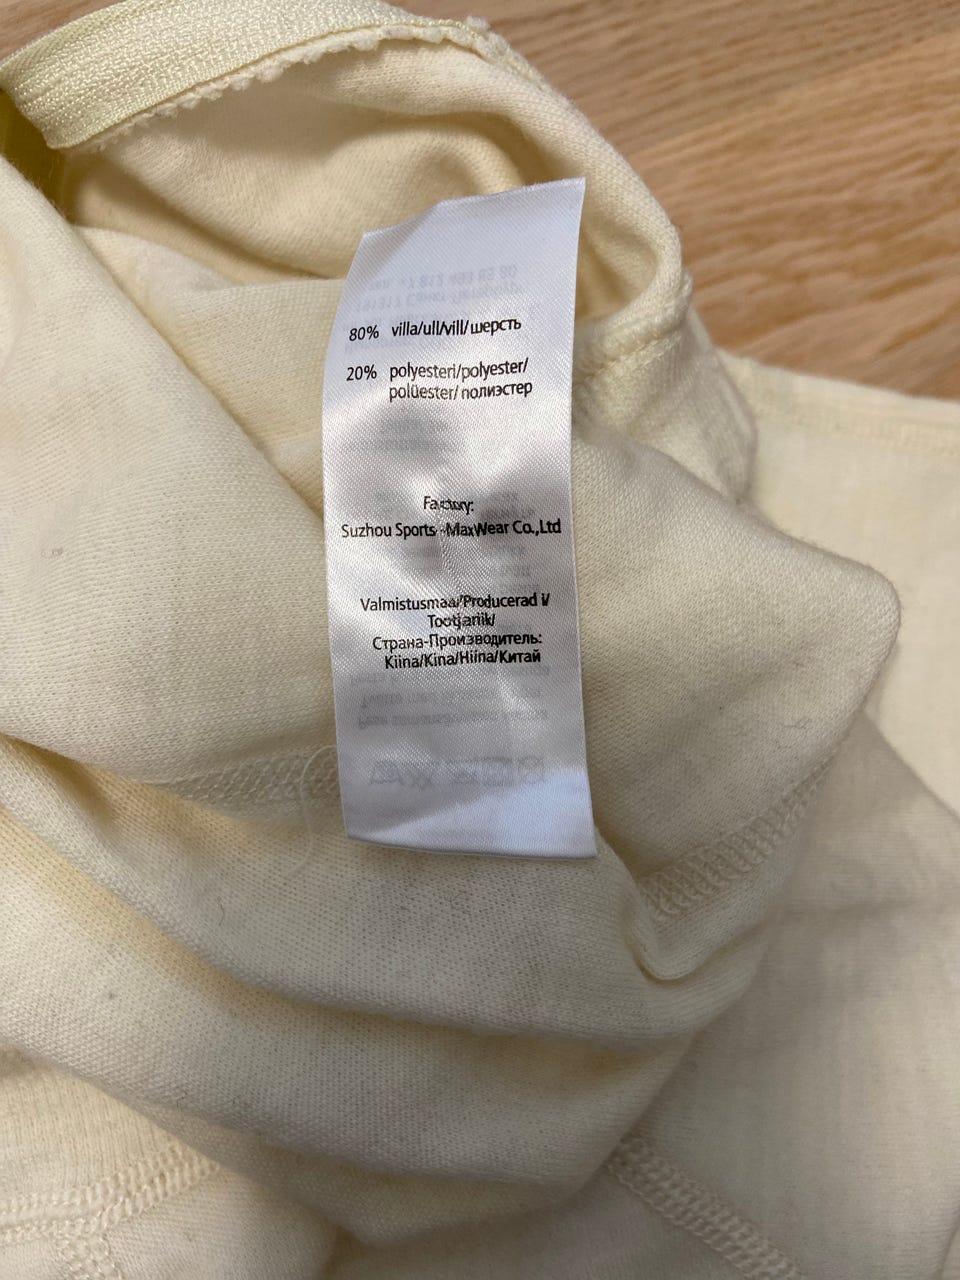 80% villa/ull/vill/шерсть
20% polyesteri/polyester/
polüester/ полиэстер
Factory:
Suzhou Sports -MaxWear Co.,Ltd
Valmistusmaa/Producerad i/
Tootjariik/
Страна-Производитель:
Kiina/Kina/Hiina/Китай